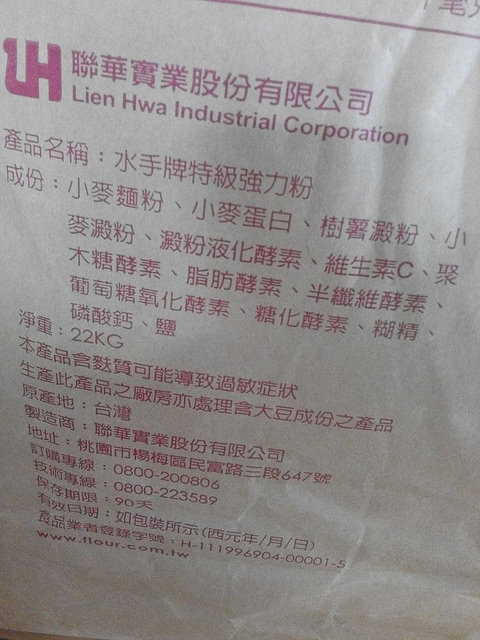 LH
聯華實業股份有限公司
Lien Hwa Industrial Corporation
產品名稱：水手牌特級強力粉
成份：小麥麵粉、小麥蛋白、樹薯澱粉、小
麥澱粉、澱粉液化酵素、維生素C、聚
木糖酵素、脂肪酵素、半纖維酵素、
葡萄糖氧化酵素、糖化酵素、糊精、
磷酸鈣、鹽
淨重：22KG
本產品含麩質可能導致過敏症狀
生產此產品之廠房亦處理含大豆成份之產品
原產地：台灣
製造商：聯華實業股份有限公司
地址：桃園市楊梅區民富路三段647號
訂購專線：0800-200806
技術專線：0800-223589
保存期限：90天
有效日期：如包裝所示(西元年/月/日)
食品業者登錄字號：H-111996904-00001-5
www.flour.com.tw